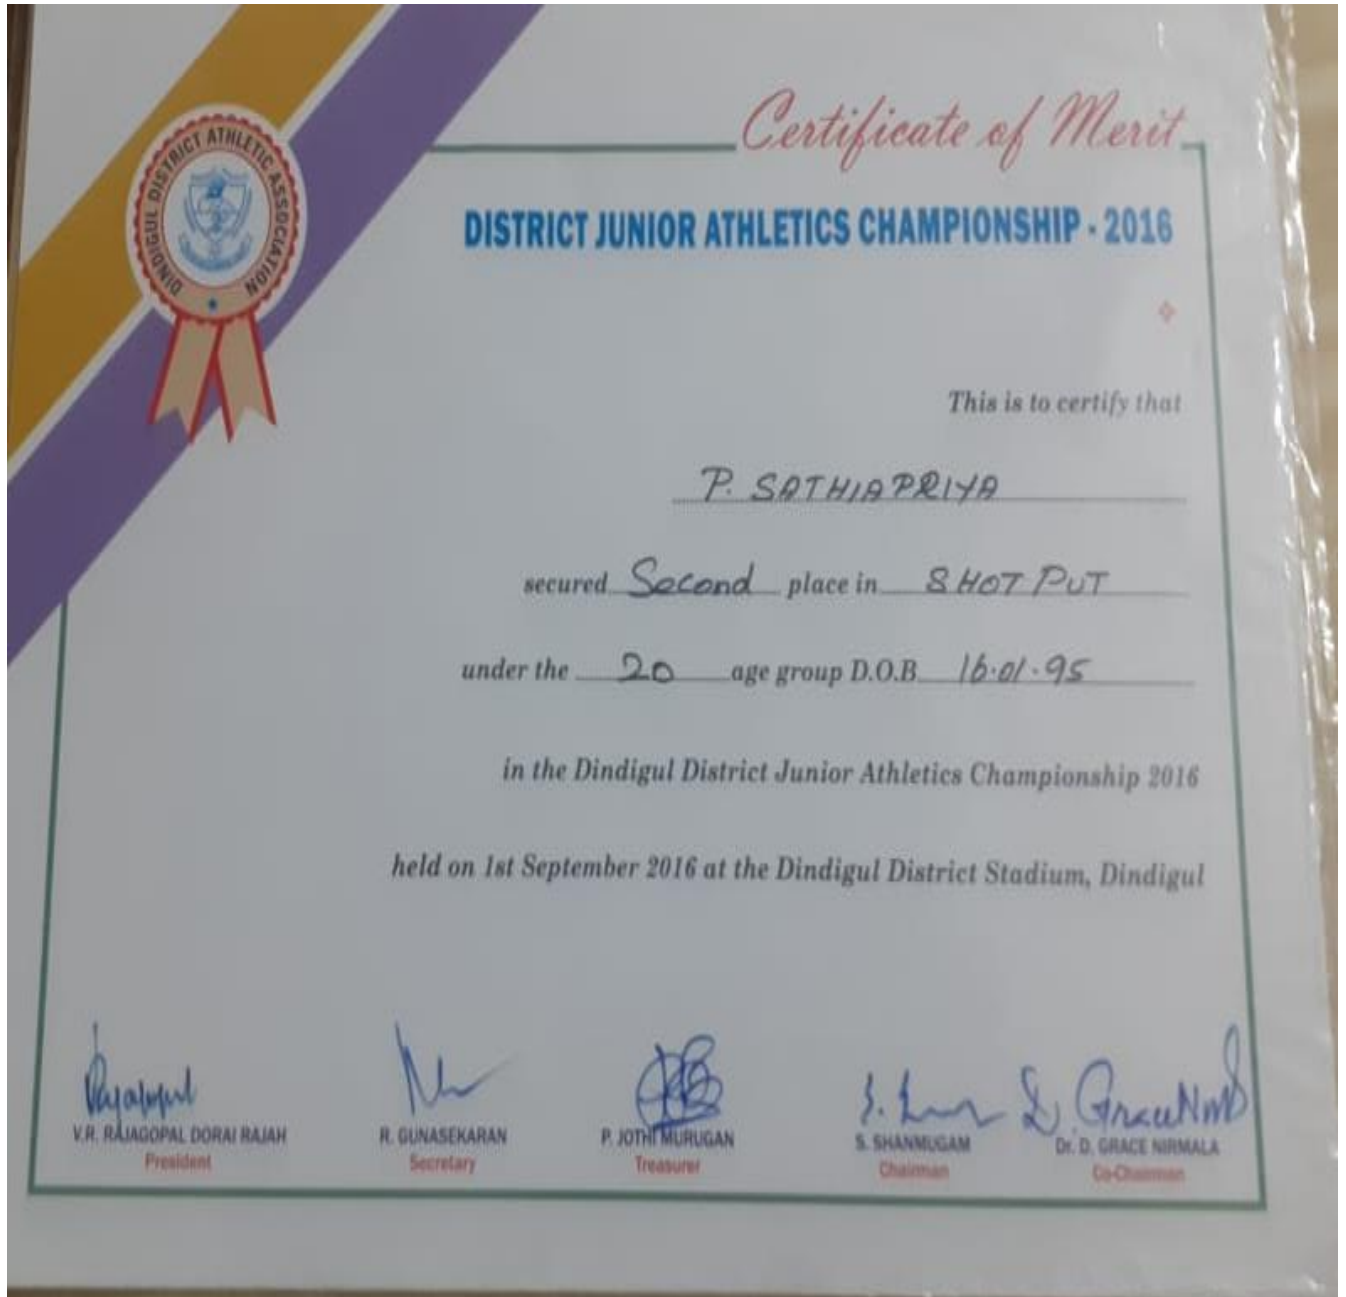 DINDIGUL DISTRICT ATHLETIC ASSOCIATION
Certificate of Merit
DISTRICT JUNIOR ATHLETICS CHAMPIONSHIP - 2016
This is to certify that
P. SATHIAPRIYA
secured Second place in SHOT PUT
under the 20 age group D.O.B 16.01.95
in the Dindigul District Junior Athletics Championship 2016
held on 1st September 2016 at the Dindigul District Stadium, Dindigul
Rajagopal S. D. Grace Nirmala
V.R. RAJAGOPAL DORAI RAJAH R. GUNASEKARAN P. JOTHI MURUGAN S. SHANMUGAM Dr. D. GRACE NIRMALA
President Secretary Treasurer Chairman Co-Chairman